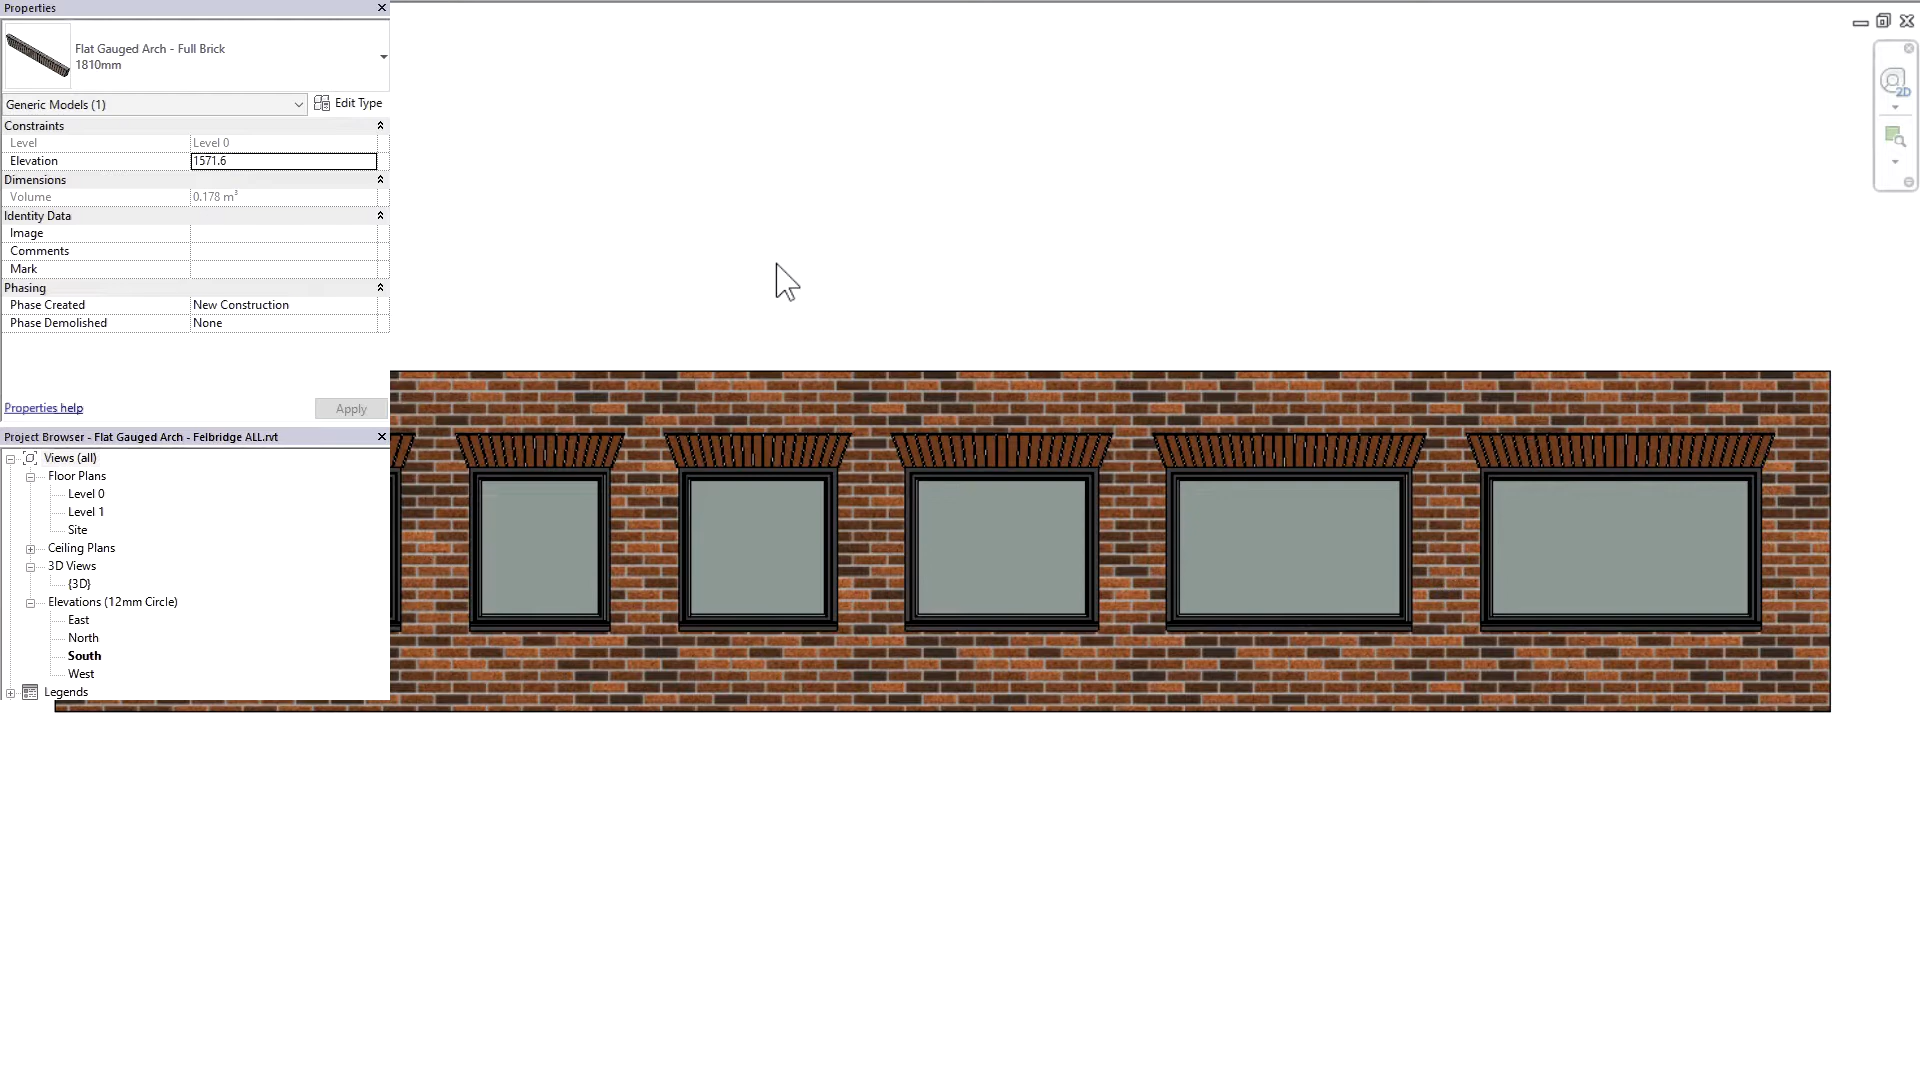 Properties
Flat Gauged Arch - Full Brick
1810mm
Generic Models (1)
Edit Type
Constraints
Level
Level 0
Elevation
1571.6
Dimensions
Volume
0.178 m³
Identity Data
Image
Comments
Mark
Phasing
Phase Created
New Construction
Phase Demolished
None
Properties help
Apply
Project Browser - Flat Gauged Arch - Felbridge ALL.rvt
Views (all)
Floor Plans
Level 0
Level 1
Site
Ceiling Plans
3D Views
{3D}
Elevations (12mm Circle)
East
North
South
West
Legends
2D